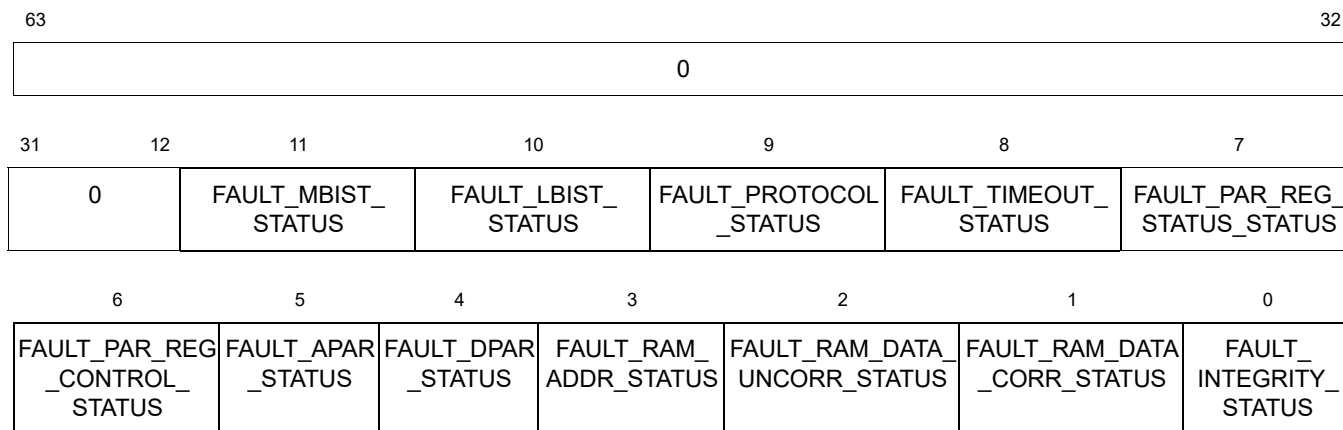 63 32
0
31 12 11 10 9 8 7
0 FAULT_MBIST_ FAULT_LBIST_ FAULT_PROTOCOL FAULT_TIMEOUT_ FAULT_PAR_REG_
STATUS STATUS _STATUS STATUS STATUS_STATUS
6 5 4 3 2 1 0
FAULT_PAR_REG FAULT_APAR FAULT_DPAR FAULT_RAM_ FAULT_RAM_DATA_ FAULT_RAM_DATA FAULT_
_CONTROL_ _STATUS _STATUS ADDR_STATUS UNCORR_STATUS _CORR_STATUS INTEGRITY_
STATUS STATUS